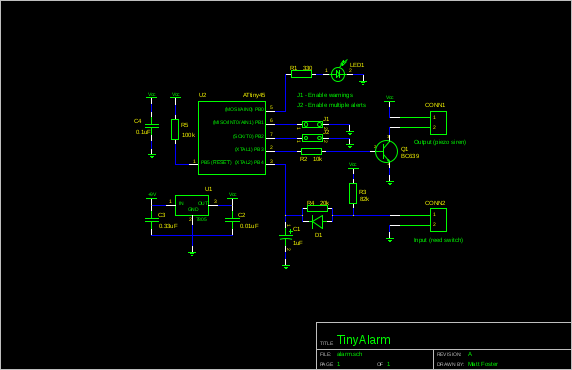 R1 330
1
2
LED1
Vcc
Vcc
U2
ATtiny45
J1 - Enable warnings
J2 - Enable multiple alerts
Vcc
CONN1
C4
0.1uF
R5
100k
(MOSI/AIN0) PB0
5
(MISO/INT0/AIN1) PB1
6
J1
(SCK/T0) PB2
7
J2
(XTAL1) PB3
2
R2 10k
1
PB5 (RESET)
(XTAL2) PB4
3
1
2
Output (piezo siren)
Q1
BC639
Vcc
+9V
U1
Vcc
1
IN
OUT
3
GND
2
7805
C3
0.33uF
C2
0.01uF
R4 20k
D1
R3
82k
C1
1uF
CONN2
1
2
Input (reed switch)
TITLE TinyAlarm
FILE: alarm.sch
REVISION: A
PAGE 1 OF 1
DRAWN BY: Matt Foster